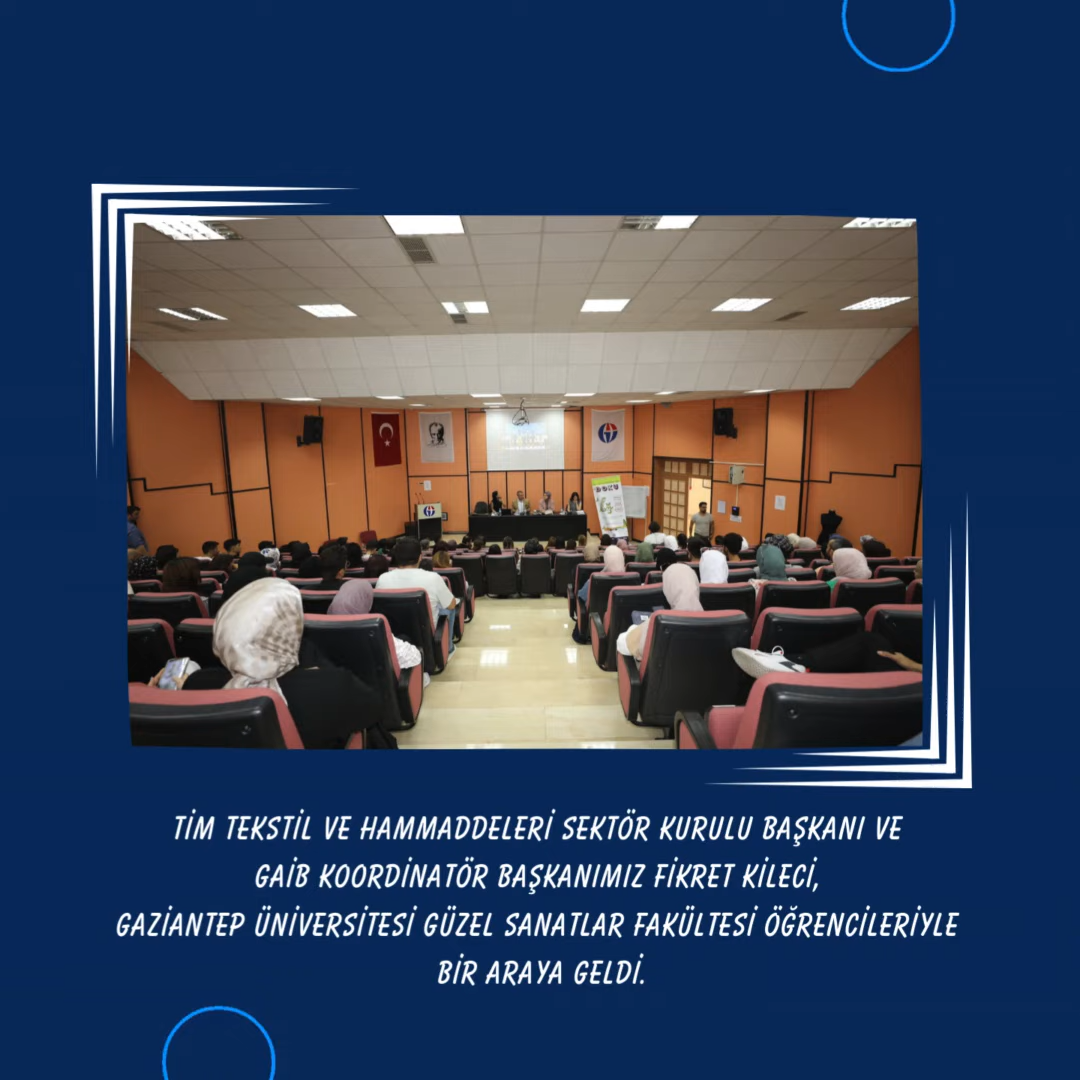 TİM TEKSTİL VE HAMMADDELERİ SEKTÖR KURULU BAŞKANI VE
GAİB KOORDİNATÖR BAŞKANIMIZ FİKRET KİLECİ,
GAZİANTEP ÜNİVERSİTESİ GÜZEL SANATLAR FAKÜLTESİ ÖĞRENCİLERİYLE
BİR ARAYA GELDİ.